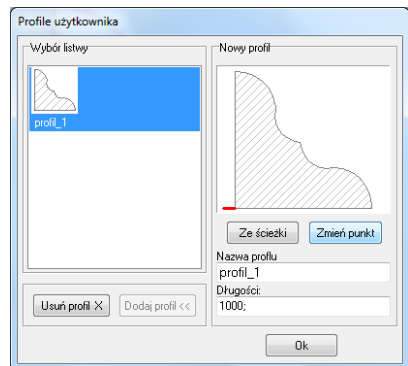 Profile użytkownika
Wybór listwy
profil_1
Usuń profil X
Dodaj profil <<
Nowy profil
Ze ścieżki
Zmień punkt
Nazwa proflu
profil_1
Długości:
1000;
Ok